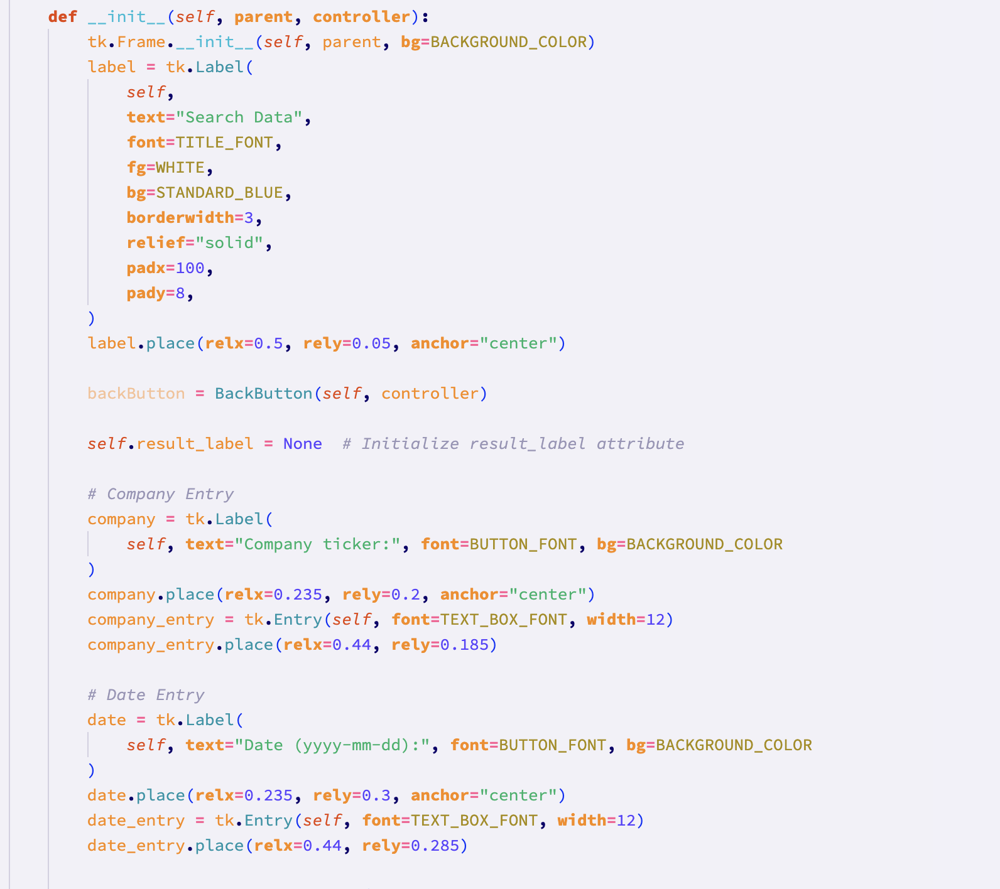 def __init__(self, parent, controller):
tk.Frame.__init__(self, parent, bg=BACKGROUND_COLOR)
label = tk.Label(
self,
text="Search Data",
font=TITLE_FONT,
fg=WHITE,
bg=STANDARD_BLUE,
borderwidth=3,
relief="solid",
padx=100,
pady=8,
)
label.place(relx=0.5, rely=0.05, anchor="center")
backButton = BackButton(self, controller)
self.result_label = None  # Initialize result_label attribute
# Company Entry
company = tk.Label(
self, text="Company ticker:", font=BUTTON_FONT, bg=BACKGROUND_COLOR
)
company.place(relx=0.235, rely=0.2, anchor="center")
company_entry = tk.Entry(self, font=TEXT_BOX_FONT, width=12)
company_entry.place(relx=0.44, rely=0.185)
# Date Entry
date = tk.Label(
self, text="Date (yyyy-mm-dd):", font=BUTTON_FONT, bg=BACKGROUND_COLOR
)
date.place(relx=0.235, rely=0.3, anchor="center")
date_entry = tk.Entry(self, font=TEXT_BOX_FONT, width=12)
date_entry.place(relx=0.44, rely=0.285)